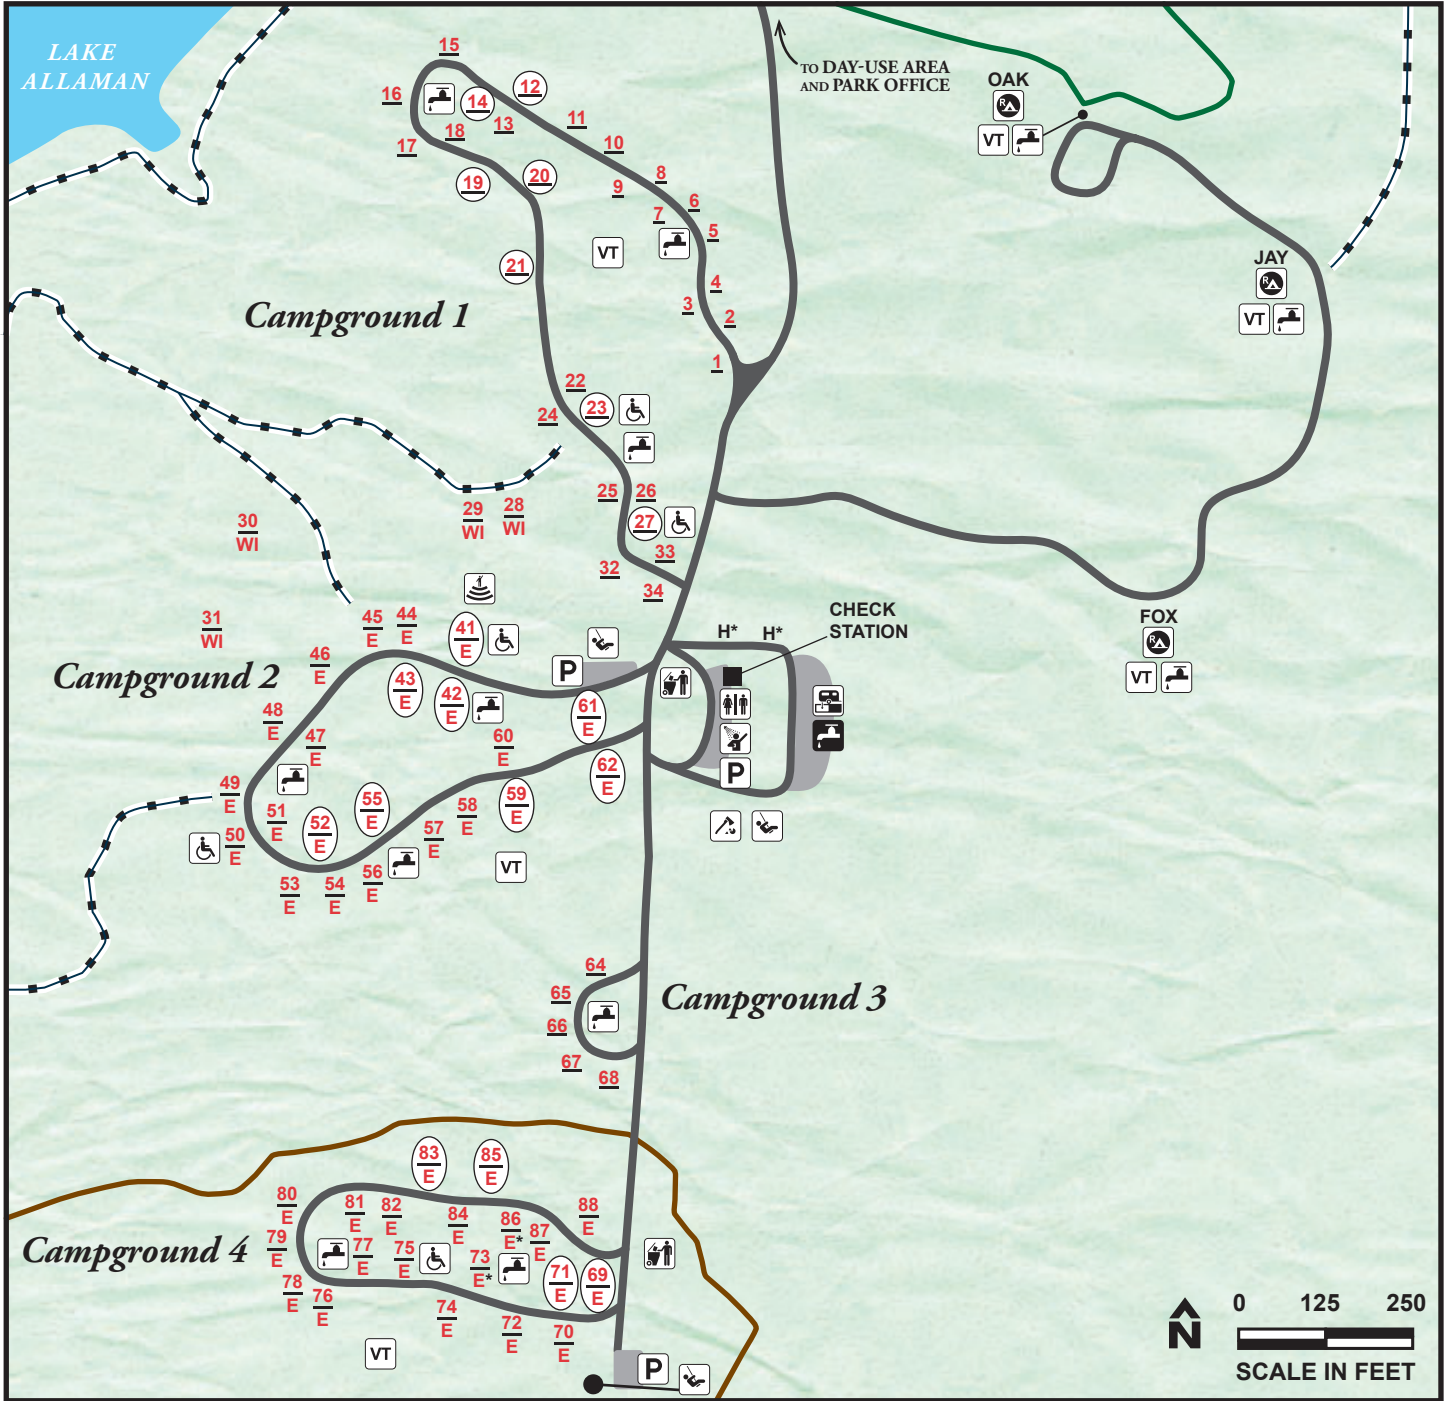 LAKE
ALLAMAN
TO DAY-USE AREA
AND PARK OFFICE
OAK
VT
JAY
VT
FOX
VT
15
16
14
12
13
11
18
17
10
19
20
9
8
7
6
5
VT
21
4
3
2
1
Campground 1
22
23
24
25
26
27
28
WI
29
WI
30
WI
31
WI
32
33
34
H*
H*
CHECK
STATION
P
P
Campground 2
41
E
42
E
43
E
44
E
45
E
46
E
47
E
48
E
49
E
50
E
51
E
52
E
53
E
54
E
55
E
56
E
57
E
58
E
59
E
60
E
61
E
62
E
VT
64
65
66
67
68
Campground 3
Campground 4
69
E
70
E
71
E
72
E
73
E*
74
E
75
E
76
E
77
E
78
E
79
E
80
E
81
E
82
E
83
E
84
E
85
E
86
E*
87
E
88
E
VT
P
N
0 125 250
SCALE IN FEET